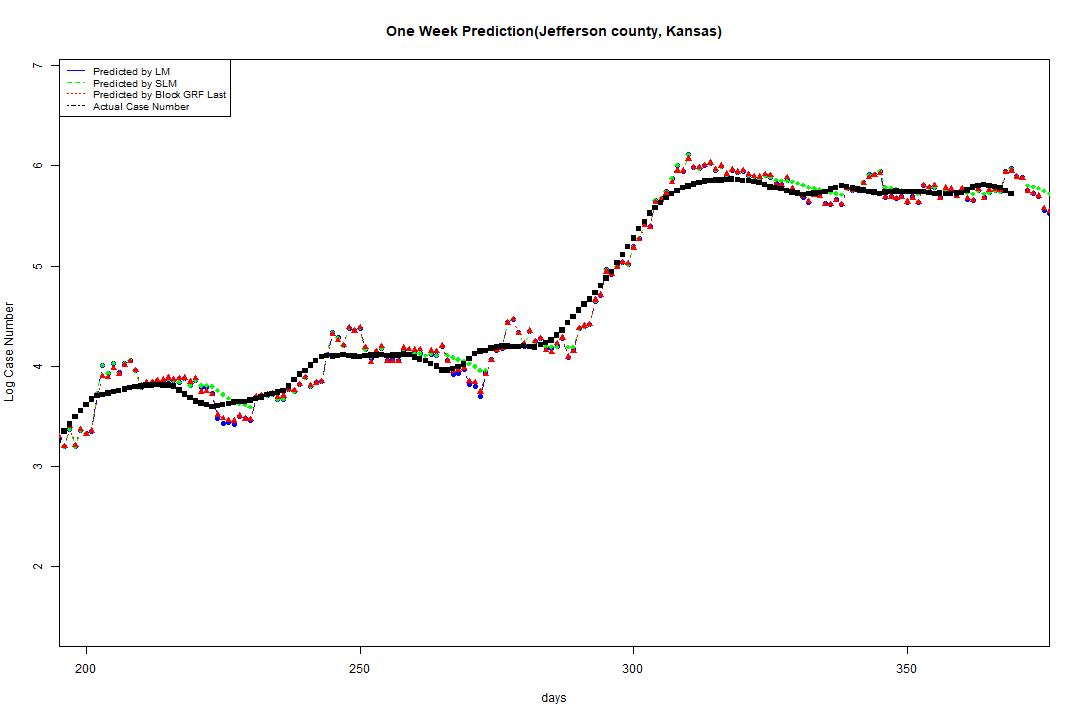 One Week Prediction(Jefferson county, Kansas)
Predicted by LM
Predicted by SLM
Predicted by Block GRF Last
Actual Case Number
7
6
5
4
3
2
Log Case Number
200 250 300 350
days